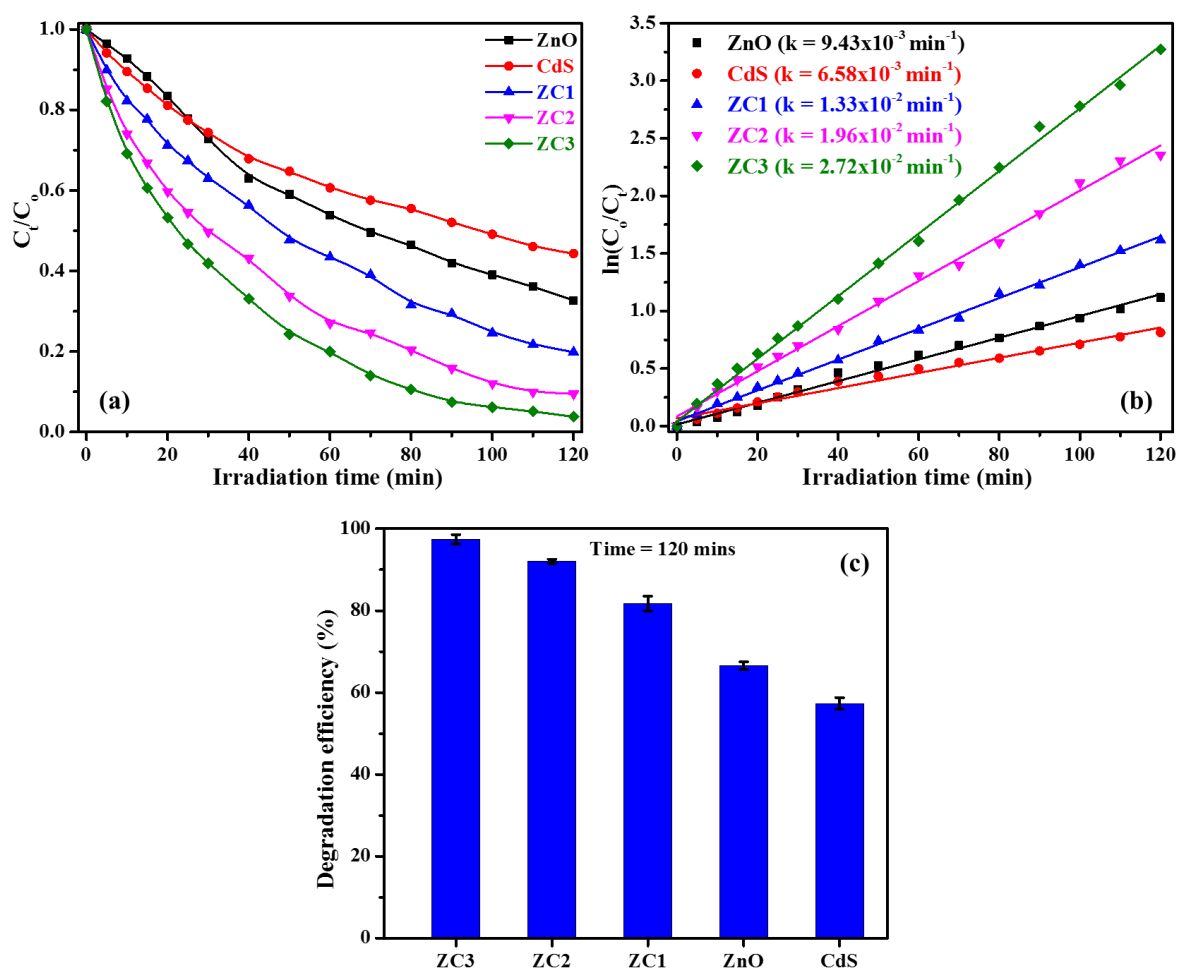 1.0
0.8
0.6
0.4
0.2
0.0
C_t/C_o
ZnO
CdS
ZC1
ZC2
ZC3
(a)
0 20 40 60 80 100 120
Irradiation time (min)
3.5
3.0
2.5
2.0
1.5
1.0
0.5
0.0
ln(C_o/C_t)
ZnO (k = 9.43x10⁻³ min⁻¹)
CdS (k = 6.58x10⁻³ min⁻¹)
ZC1 (k = 1.33x10⁻² min⁻¹)
ZC2 (k = 1.96x10⁻² min⁻¹)
ZC3 (k = 2.72x10⁻² min⁻¹)
(b)
0 20 40 60 80 100 120
Irradiation time (min)
100
80
60
40
20
0
Degradation efficiency (%)
Time = 120 mins
(c)
ZC3 ZC2 ZC1 ZnO CdS